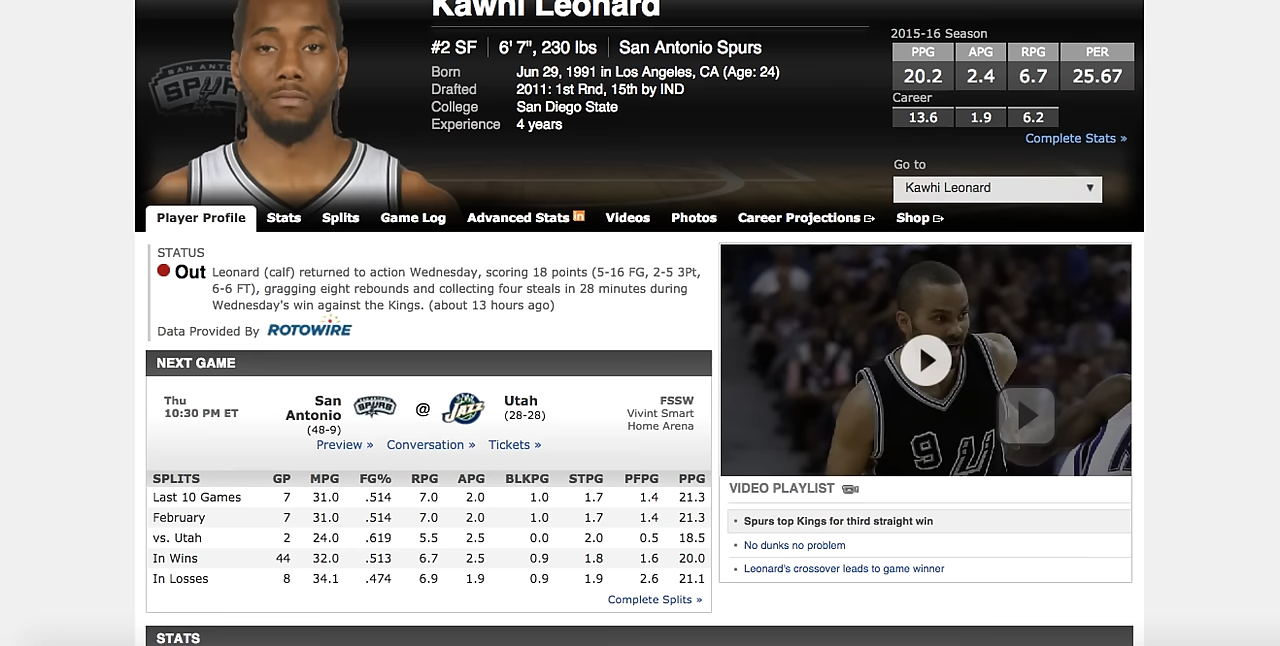 Kawhi Leonard
#2 SF 6' 7", 230 lbs San Antonio Spurs
Born Jun 29, 1991 in Los Angeles, CA (Age: 24)
Drafted 2011: 1st Rnd, 15th by IND
College San Diego State
Experience 4 years
2015-16 Season
PPG APG RPG PER
20.2 2.4 6.7 25.67
Career
13.6 1.9 6.2
Complete Stats »
Go to
Kawhi Leonard ▼
SAN ANTO
SPUR
Player Profile Stats Splits Game Log Advanced Stats in Videos Photos Career Projections Shop
STATUS
Out Leonard (calf) returned to action Wednesday, scoring 18 points (5-16 FG, 2-5 3Pt,
6-6 FT), gragging eight rebounds and collecting four steals in 28 minutes during
Wednesday's win against the Kings. (about 13 hours ago)
Data Provided By ROTOWIRE
NEXT GAME
Thu
10:30 PM ET
San
Antonio
(48-9)
SPURS
@
JAZZ
Utah
(28-28)
FSSW
Vivint Smart
Home Arena
Preview » Conversation » Tickets »
SPLITS GP MPG FG% RPG APG BLKPG STPG PFPG PPG
Last 10 Games 7 31.0 .514 7.0 2.0 1.0 1.7 1.4 21.3
February 7 31.0 .514 7.0 2.0 1.0 1.7 1.4 21.3
vs. Utah 2 24.0 .619 5.5 2.5 0.0 2.0 0.5 18.5
In Wins 44 32.0 .513 6.7 2.5 0.9 1.8 1.6 20.0
In Losses 8 34.1 .474 6.9 1.9 0.9 1.9 2.6 21.1
Complete Splits »
VIDEO PLAYLIST
• Spurs top Kings for third straight win
• No dunks no problem
• Leonard's crossover leads to game winner
STATS